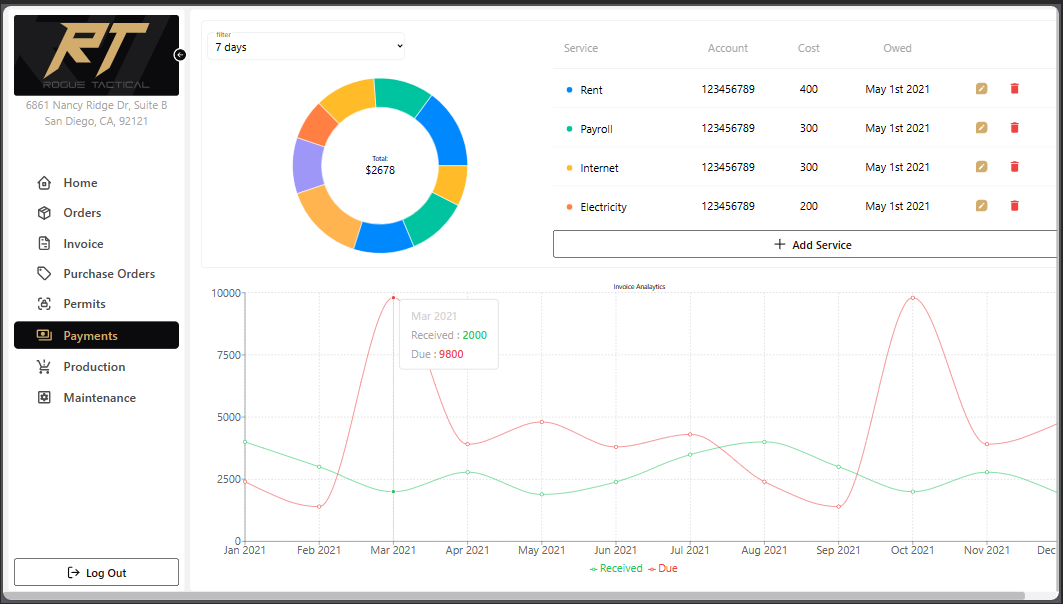 RT
ROGUE TACTICAL
6861 Nancy Ridge Dr, Suite B
San Diego, CA, 92121
Home
Orders
Invoice
Purchase Orders
Permits
Payments
Production
Maintenance
Log Out
filter
7 days
Total:
$2678
Service Account Cost Owed
Rent 123456789 400 May 1st 2021
Payroll 123456789 300 May 1st 2021
Internet 123456789 300 May 1st 2021
Electricity 123456789 200 May 1st 2021
Add Service
Invoice Analaytics
10000
7500
5000
2500
0
Mar 2021
Received : 2000
Due : 9800
Jan 2021 Feb 2021 Mar 2021 Apr 2021 May 2021 Jun 2021 Jul 2021 Aug 2021 Sep 2021 Oct 2021 Nov 2021 Dec
Received Due